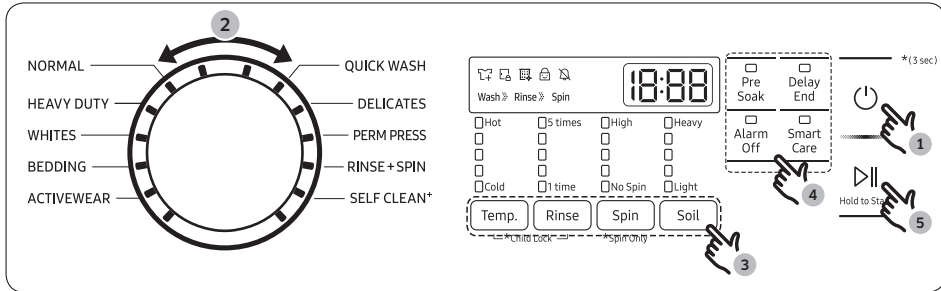 2
NORMAL
HEAVY DUTY
WHITES
BEDDING
ACTIVEWEAR
QUICK WASH
DELICATES
PERM PRESS
RINSE+SPIN
SELF CLEAN+
18:88
Wash》 Rinse》 Spin
Hot 5 times High Heavy
Cold 1 time No Spin Light
Temp. Rinse Spin Soil
*Child Lock *Spin Only
3
Pre Soak
Delay End
Alarm Off
Smart Care
4
*(3 sec)
1
Hold to Sta
5